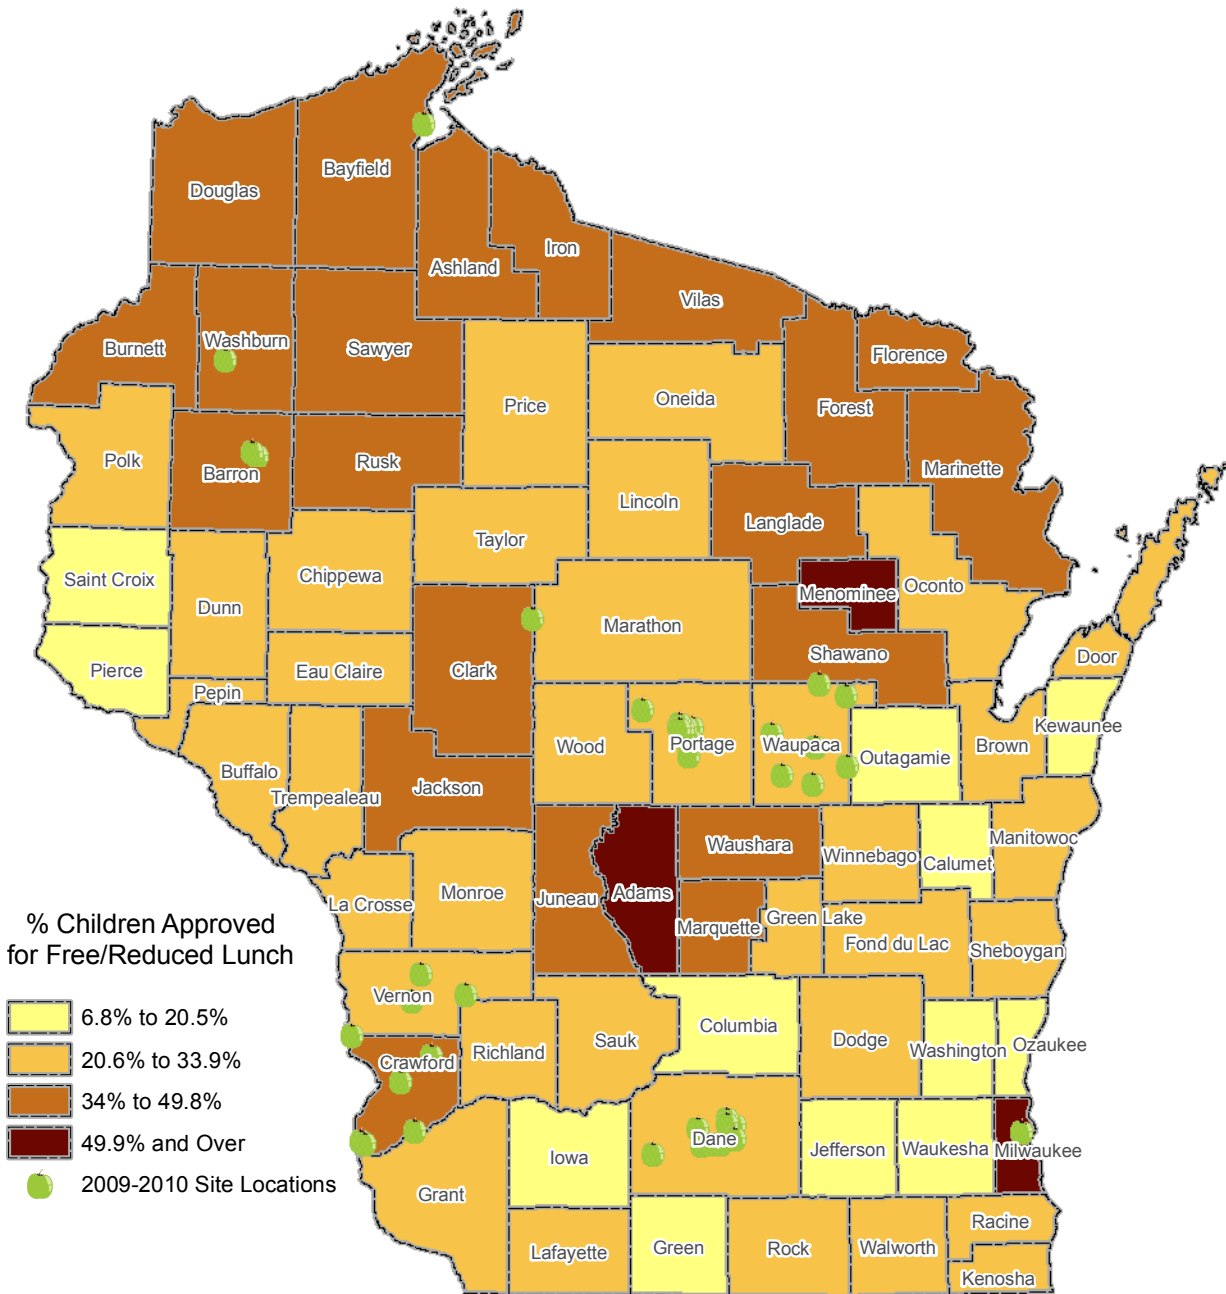 Bayfield
Douglas
Iron
Ashland
Vilas
Washburn
Burnett
Sawyer
Florence
Oneida
Price
Forest
Polk
Rusk
Barron
Marinette
Lincoln
Langlade
Taylor
Chippewa
Saint Croix
Oconto
Menominee
Dunn
Marathon
Shawano
Door
Pierce
Eau Claire
Clark
Pepin
Kewaunee
Wood
Portage
Waupaca
Brown
Outagamie
Buffalo
Jackson
Trempealeau
Manitowoc
Waushara
Winnebago
Calumet
Monroe
Adams
Juneau
La Crosse
Green Lake
Marquette
Fond du Lac
Sheboygan
% Children Approved
for Free/Reduced Lunch
Vernon
6.8% to 20.5%
Columbia
Dodge
Sauk
Ozaukee
Richland
Washington
20.6% to 33.9%
Crawford
34% to 49.8%
Dane
49.9% and Over
Jefferson
Waukesha
Milwaukee
Iowa
2009-2010 Site Locations
Grant
Racine
Lafayette
Green
Rock
Walworth
Kenosha